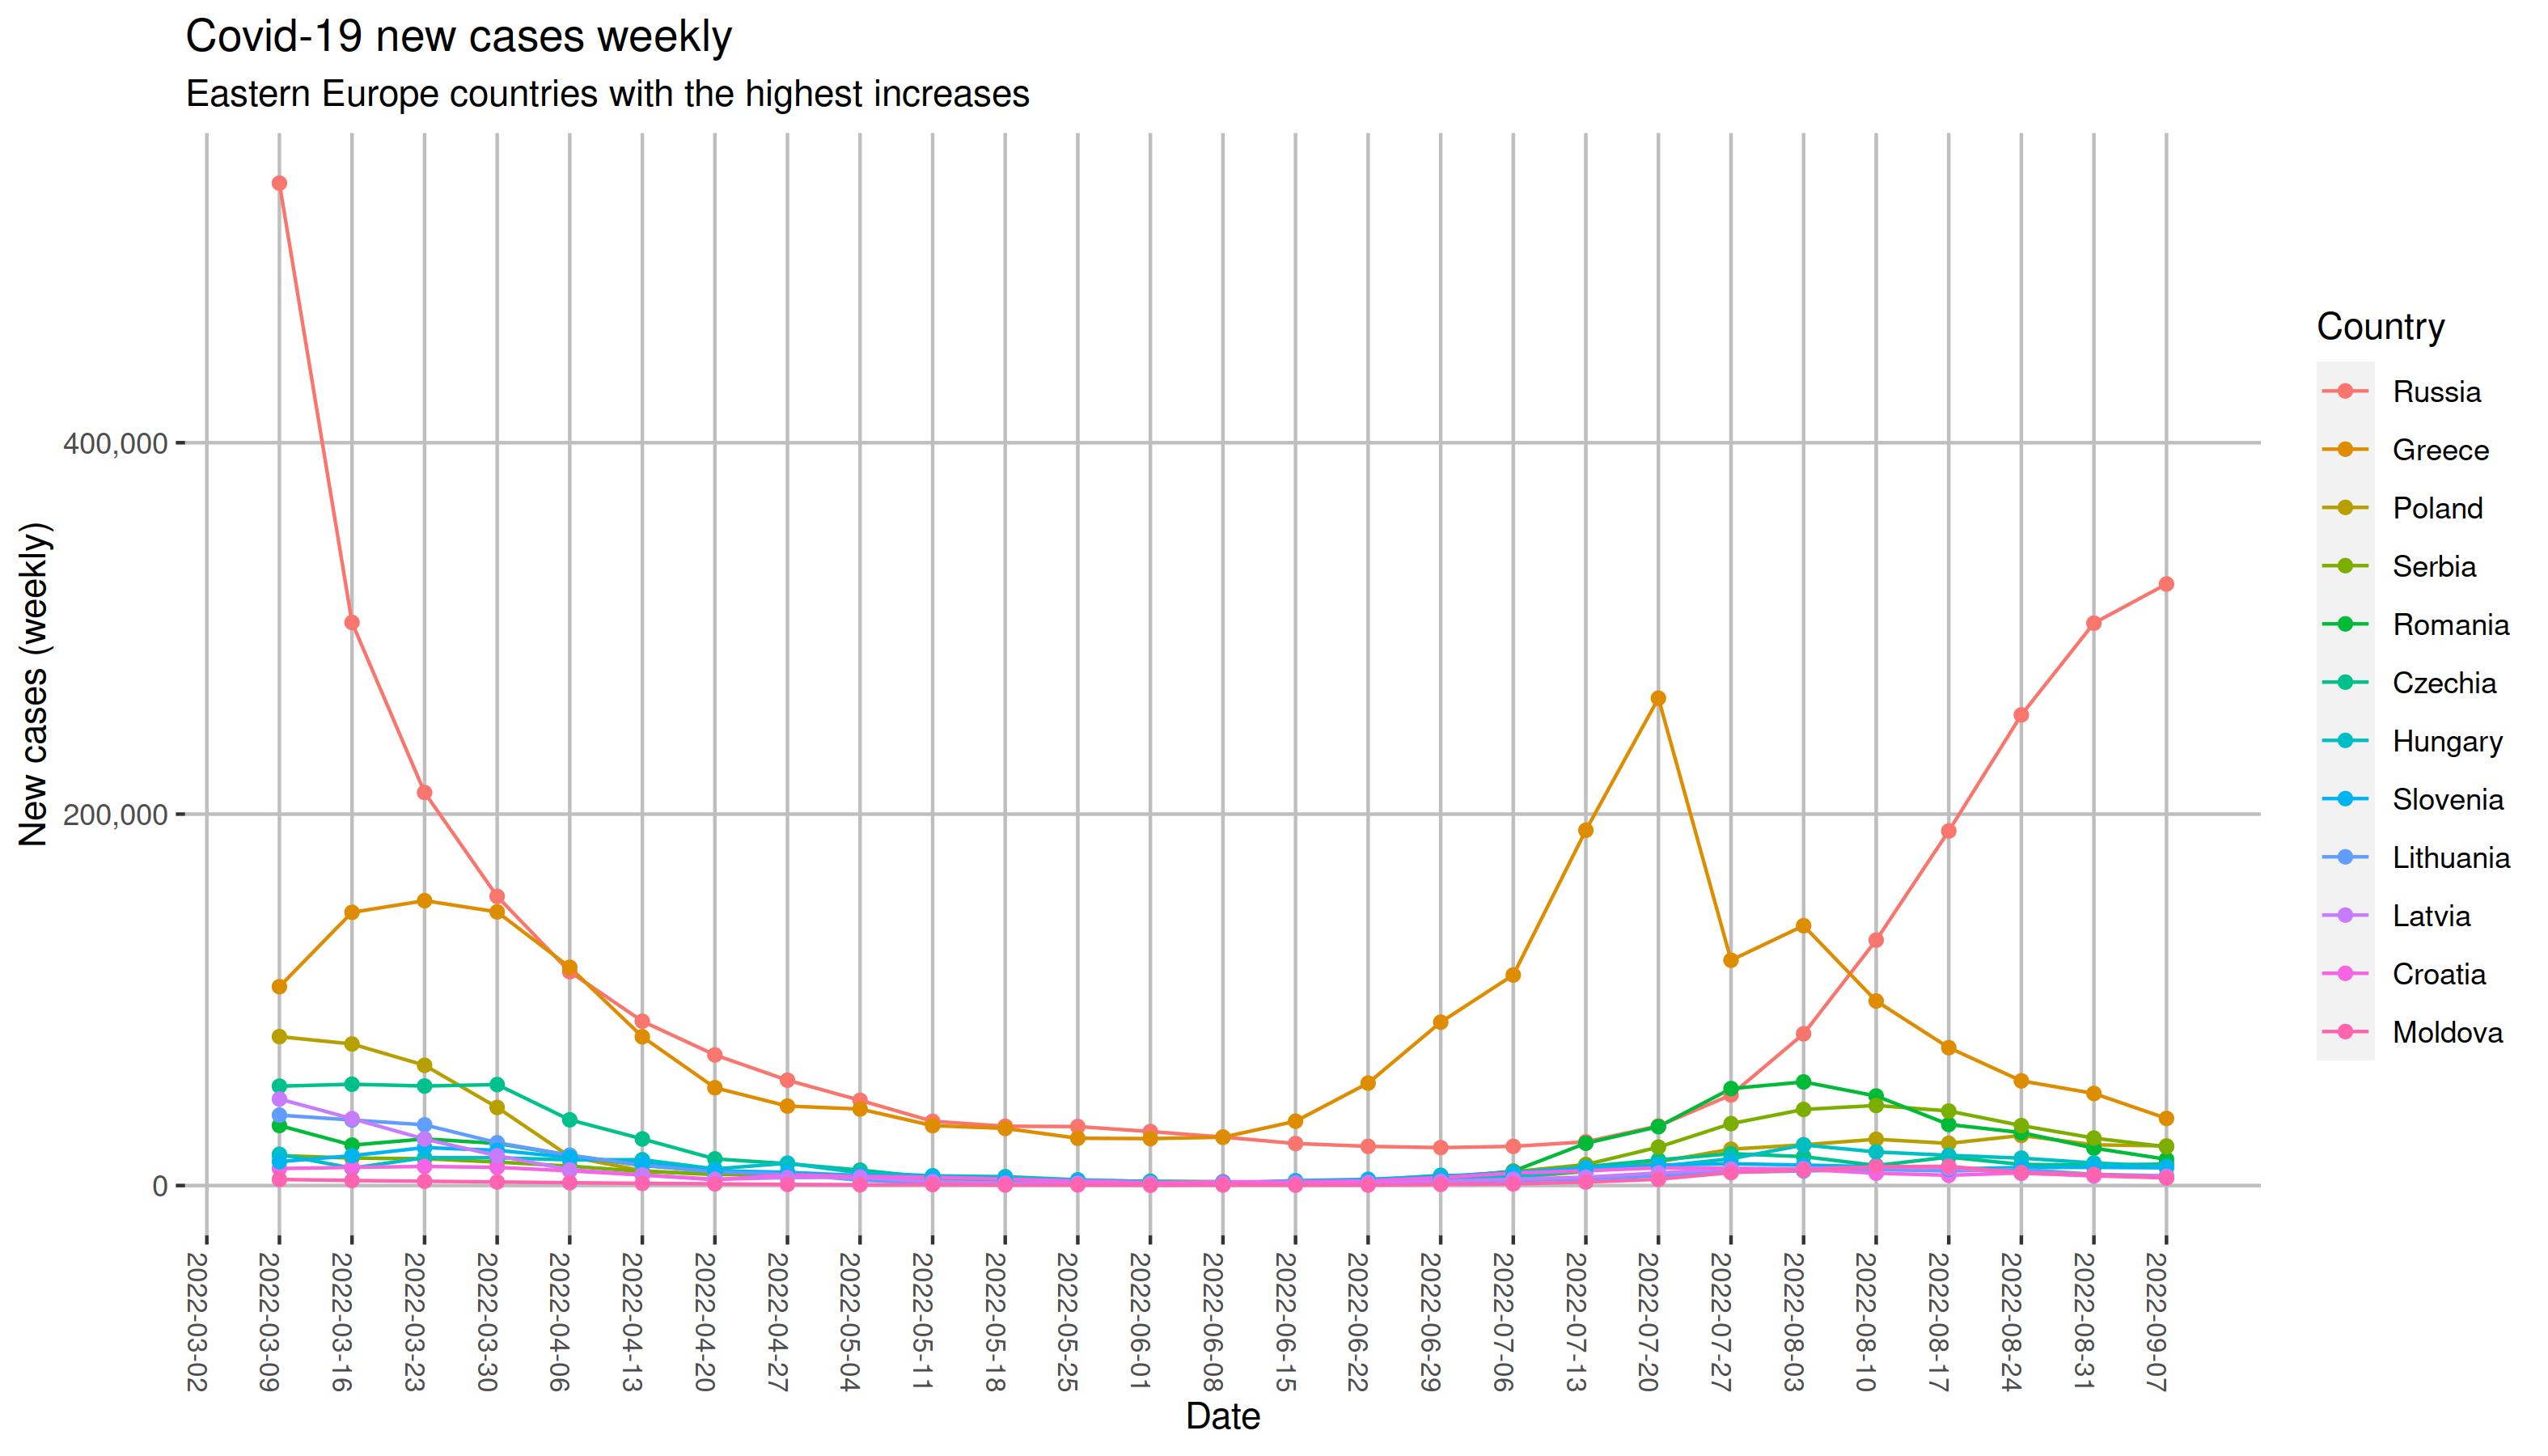 Covid-19 new cases weekly
Eastern Europe countries with the highest increases
New cases (weekly)
400,000
200,000
0
2022-03-02
2022-03-09
2022-03-16
2022-03-23
2022-03-30
2022-04-06
2022-04-13
2022-04-20
2022-04-27
2022-05-04
2022-05-11
2022-05-18
2022-05-25
2022-06-01
2022-06-08
2022-06-15
2022-06-22
2022-06-29
2022-07-06
2022-07-13
2022-07-20
2022-07-27
2022-08-03
2022-08-10
2022-08-17
2022-08-24
2022-08-31
2022-09-07
Date
Country
Russia
Greece
Poland
Serbia
Romania
Czechia
Hungary
Slovenia
Lithuania
Latvia
Croatia
Moldova